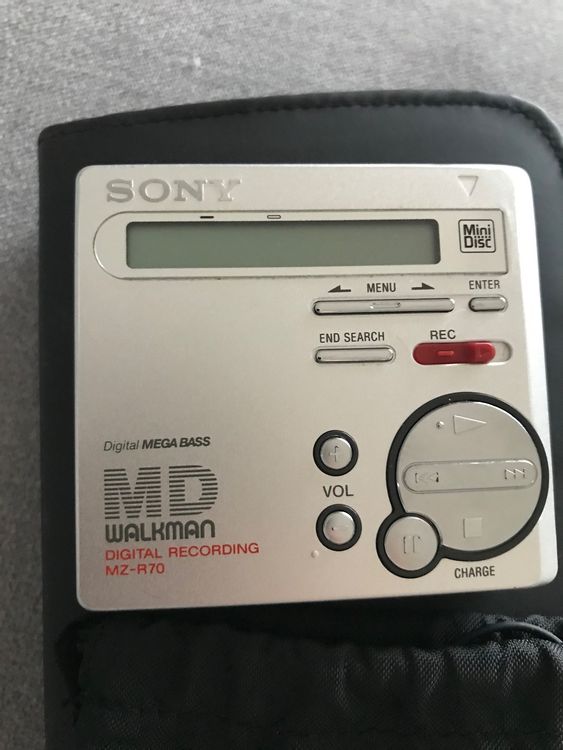 SONY
Mini
Disc
MENU
ENTER
END SEARCH
REC
Digital MEGA BASS
VOL
MD
WALKMAN
DIGITAL RECORDING
MZ-R70
CHARGE